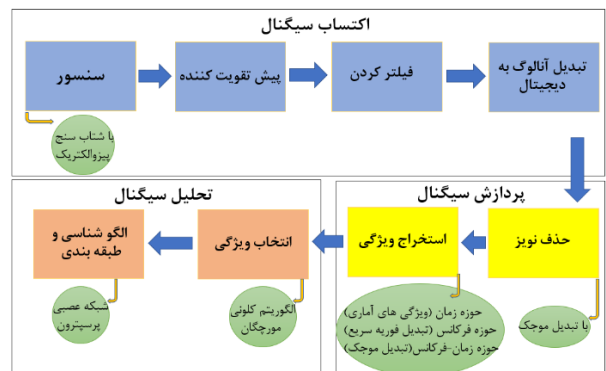 اکتساب سیگنال
سنسور
پیش تقویت کننده
فیلتر کردن
تبدیل آنالوگ به
دیجیتال
با شتاب سنج
پیزوالکتریک
پردازش سیگنال
حذف نویز
استخراج ویژگی
با تبدیل موجک
حوزه زمان (ویژگی های آماری)
حوزه فرکانس (تبدیل فوریه سریع)
حوزه زمان-فرکانس(تبدیل موجک)
تحلیل سیگنال
انتخاب ویژگی
الگو شناسی و
طبقه بندی
الگوریتم کلونی
مورچگان
شبکه عصبی
پرسپترون